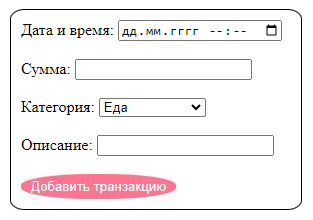 Дата и время: дд.мм.гггг --:--
Сумма:
Категория: Еда
Описание:
Добавить транзакцию